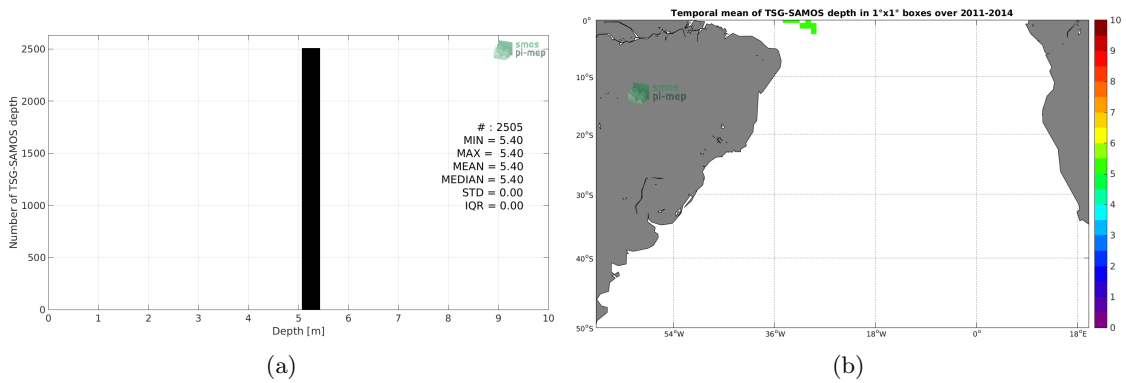 smos
pi-mep
Number of TSG-SAMOS depth
2500
2000
1500
1000
500
0
# : 2505
MIN = 5.40
MAX = 5.40
MEAN = 5.40
MEDIAN = 5.40
STD = 0.00
IQR = 0.00
0 1 2 3 4 5 6 7 8 9 10
Depth [m]
(a)
Temporal mean of TSG-SAMOS depth in 1°x1° boxes over 2011-2014
0°
10°S
20°S
30°S
40°S
50°S
smos
pi-mep
54°W 36°W 18°W 0° 18°E
10
9
8
7
6
5
4
3
2
1
0
(b)